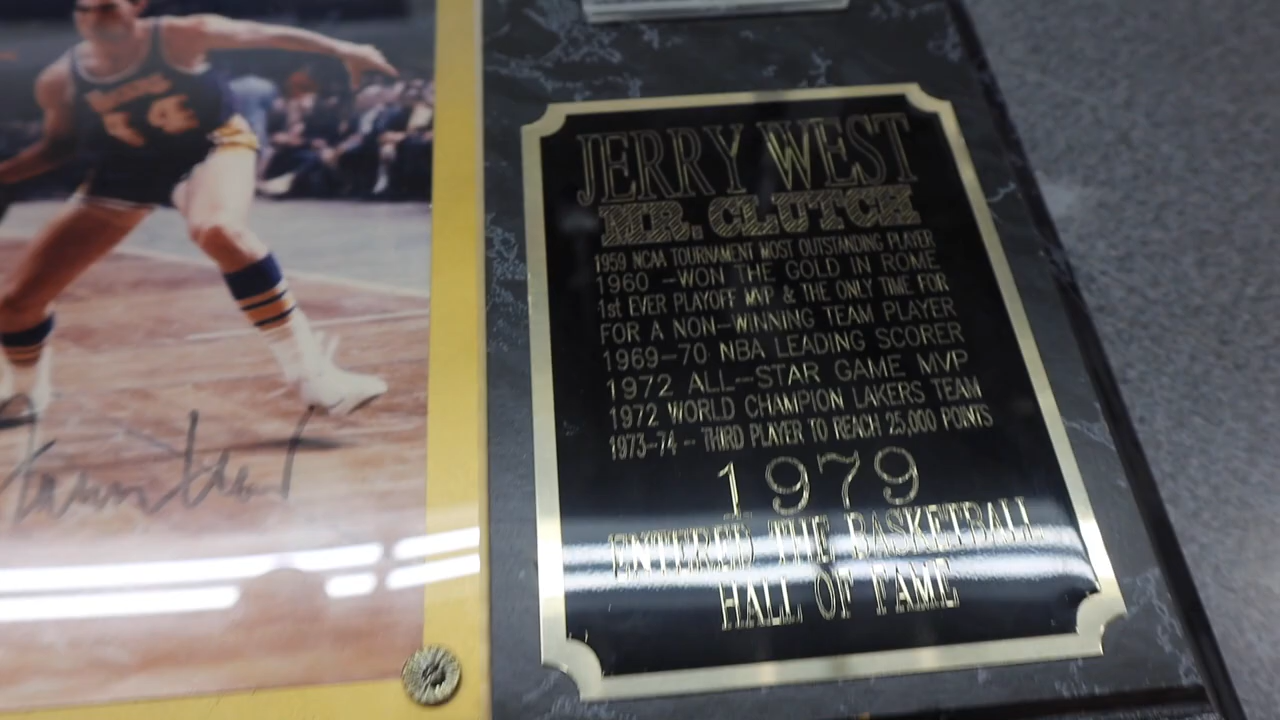 44
JERRY WEST
MR. CLUTCH
1959 NCAA TOURNAMENT MOST OUTSTANDING PLAYER
1960 -WON THE GOLD IN ROME
1st EVER PLAYOFF MVP & THE ONLY TIME FOR
FOR A NON-WINNING TEAM PLAYER
1969-70 NBA LEADING SCORER
1972 ALL-STAR GAME MVP
1972 WORLD CHAMPION LAKERS TEAM
1973-74 - THIRD PLAYER TO REACH 25,000 POINTS
1979
ENTERED THE BASKETBALL
HALL OF FAME